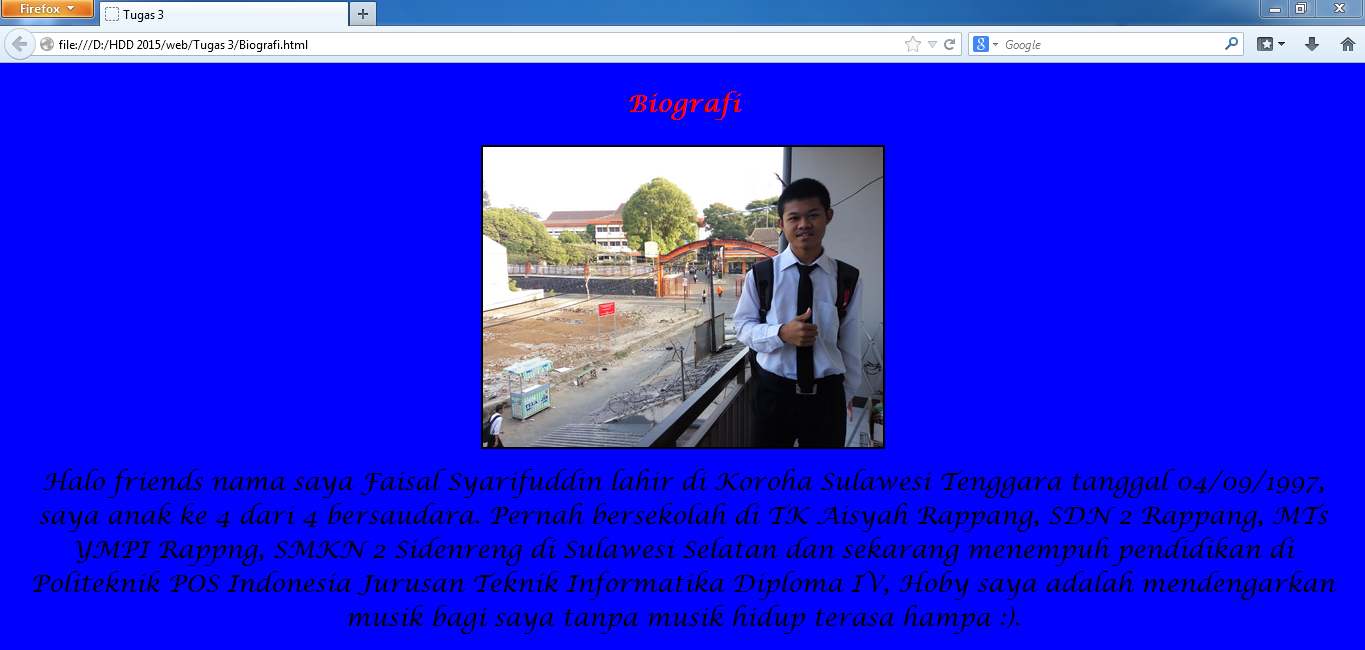 Firefox
Tugas 3
file:///D:/HDD 2015/web/Tugas 3/Biografi.html
Google
Biografi
Halo friends nama saya Faisal Syarifuddin lahir di Koroha Sulawesi Tenggara tanggal 04/09/1997,
saya anak ke 4 dari 4 bersaudara. Pernah bersekolah di TK Aisyah Rappang, SDN 2 Rappang, MTs
YMPI Rappng, SMKN 2 Sidenreng di Sulawesi Selatan dan sekarang menempuh pendidikan di
Politeknik POS Indonesia Jurusan Teknik Informatika Diploma IV, Hoby saya adalah mendengarkan
musik bagi saya tanpa musik hidup terasa hampa :).